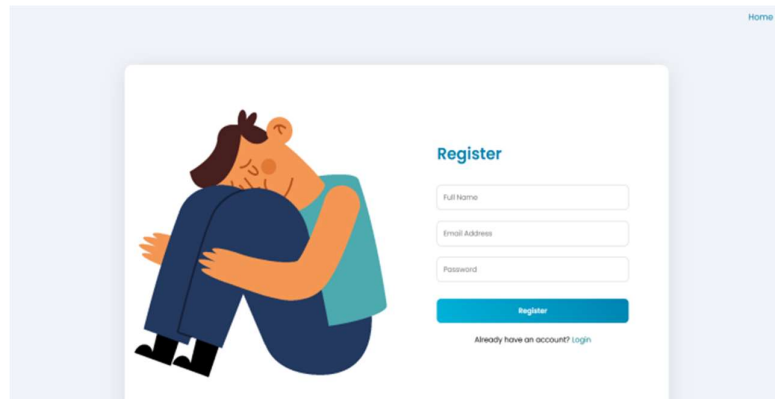 Home
Register
Full Name
Email Address
Password
Register
Already have an account? Login